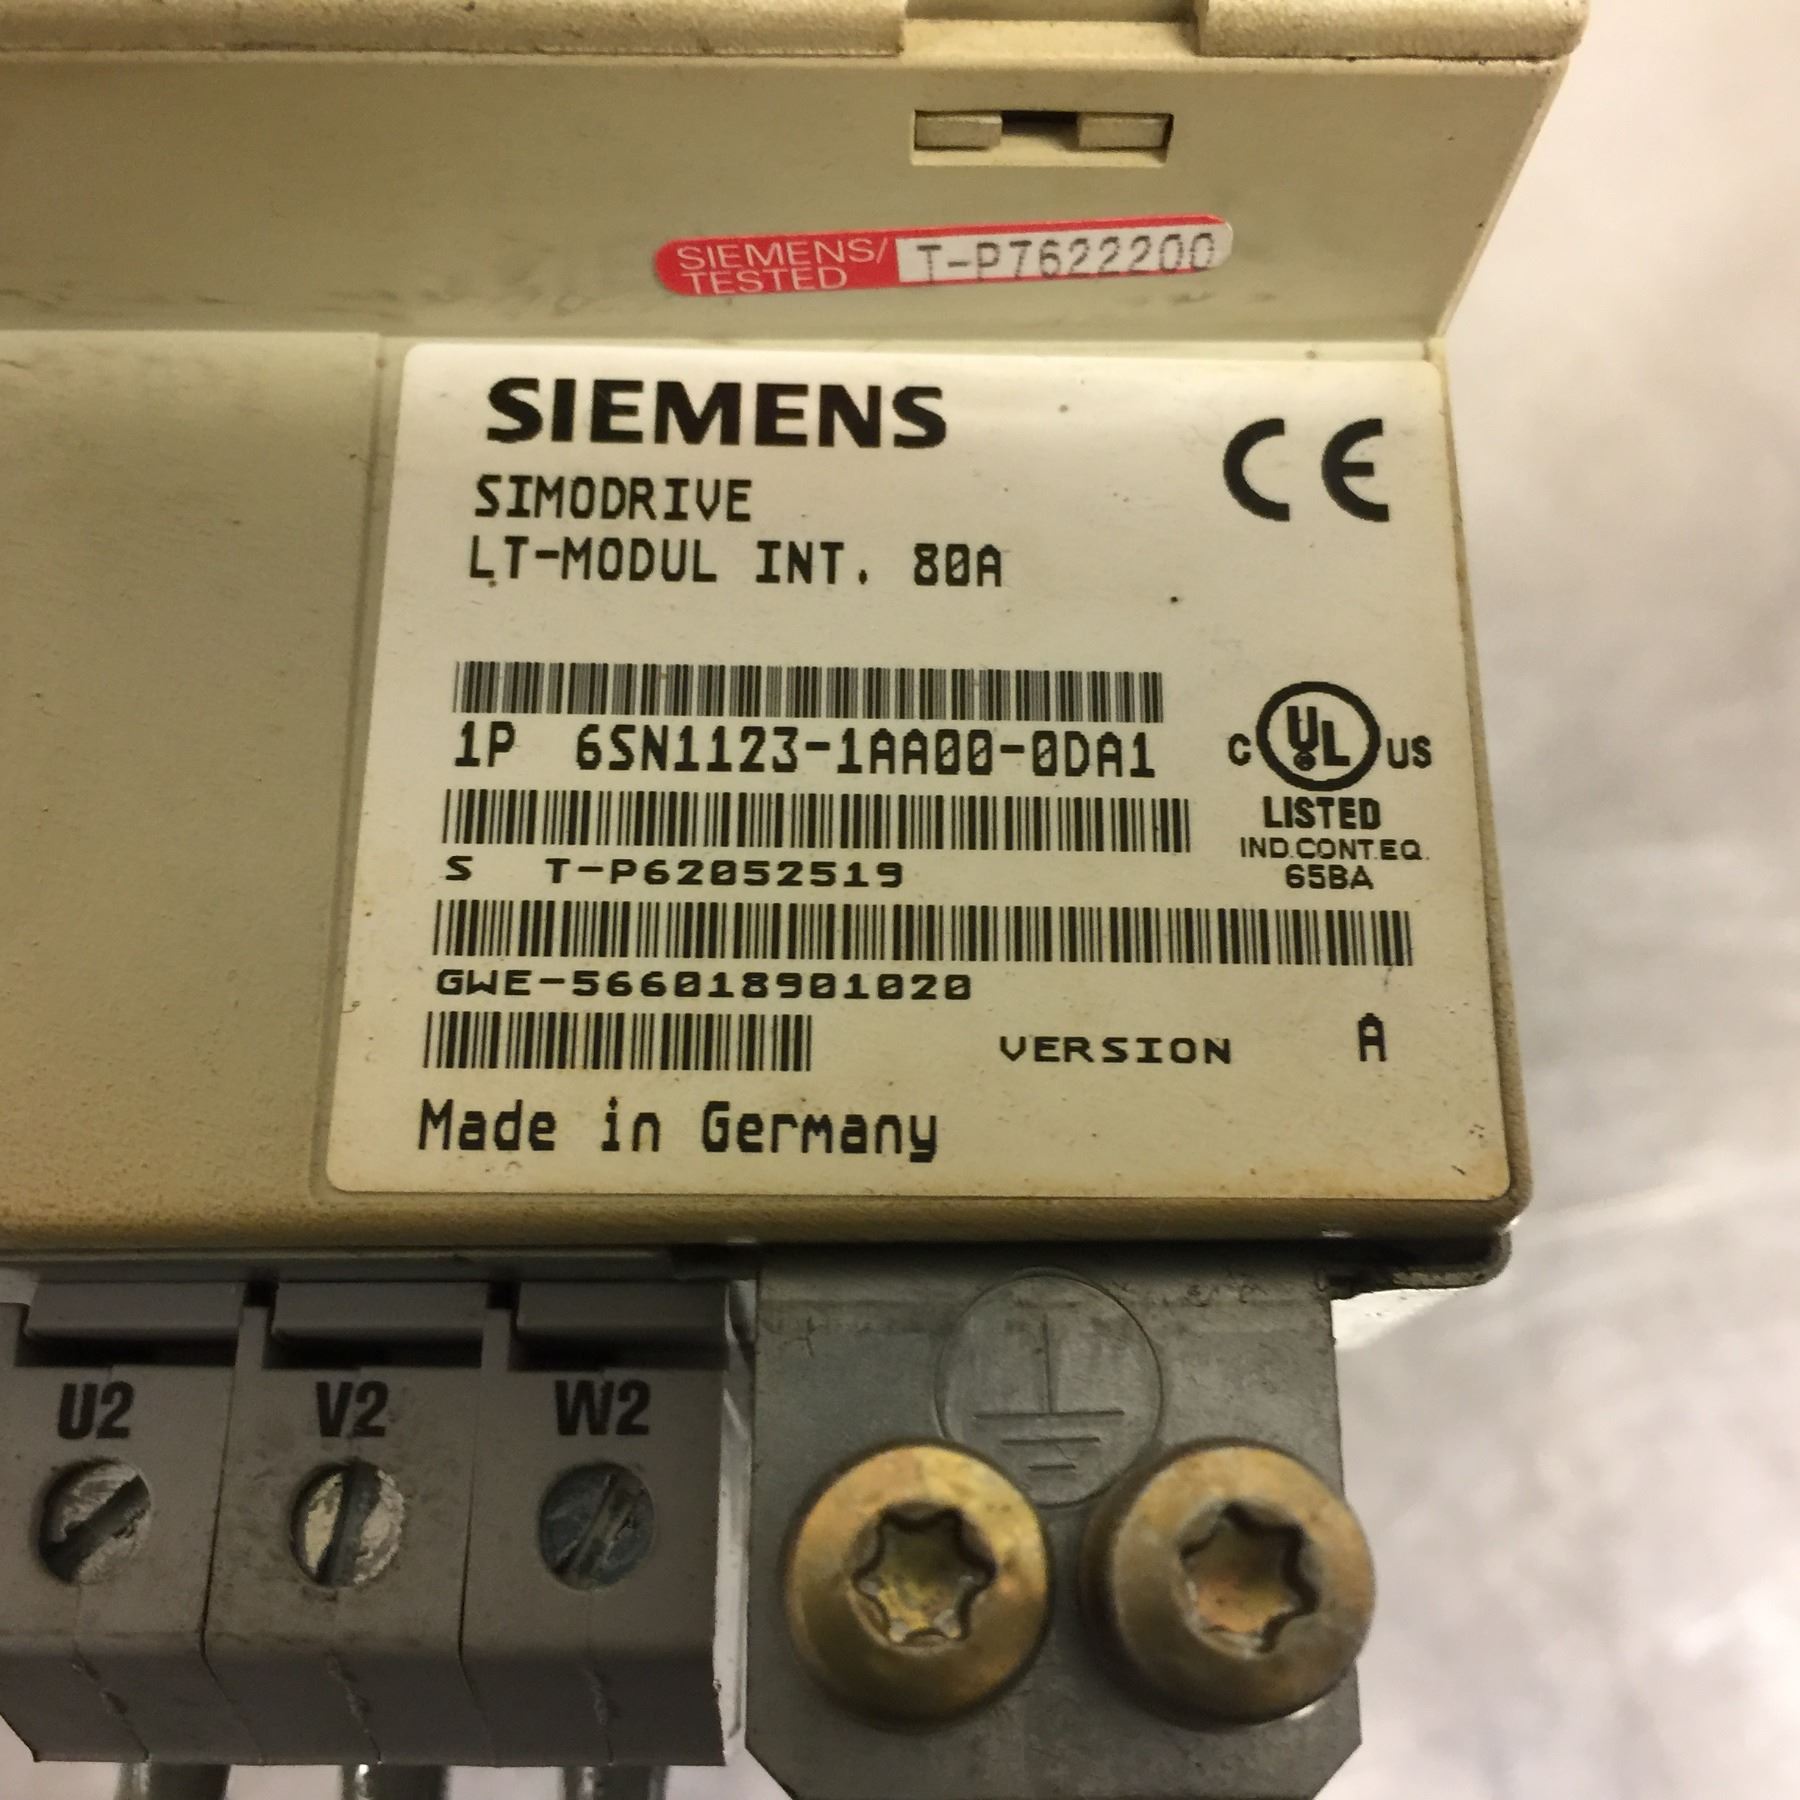 SIEMENS/
TESTED
T-P7622200
SIEMENS
CE
SIMODRIVE
LT-MODUL INT. 80A
1P 6SN1123-1AA00-0DA1
C UL US
LISTED
IND.CONT.EQ.
65BA
S T-P62052519
GWE-566018901020
VERSION A
Made in Germany
U2 V2 W2